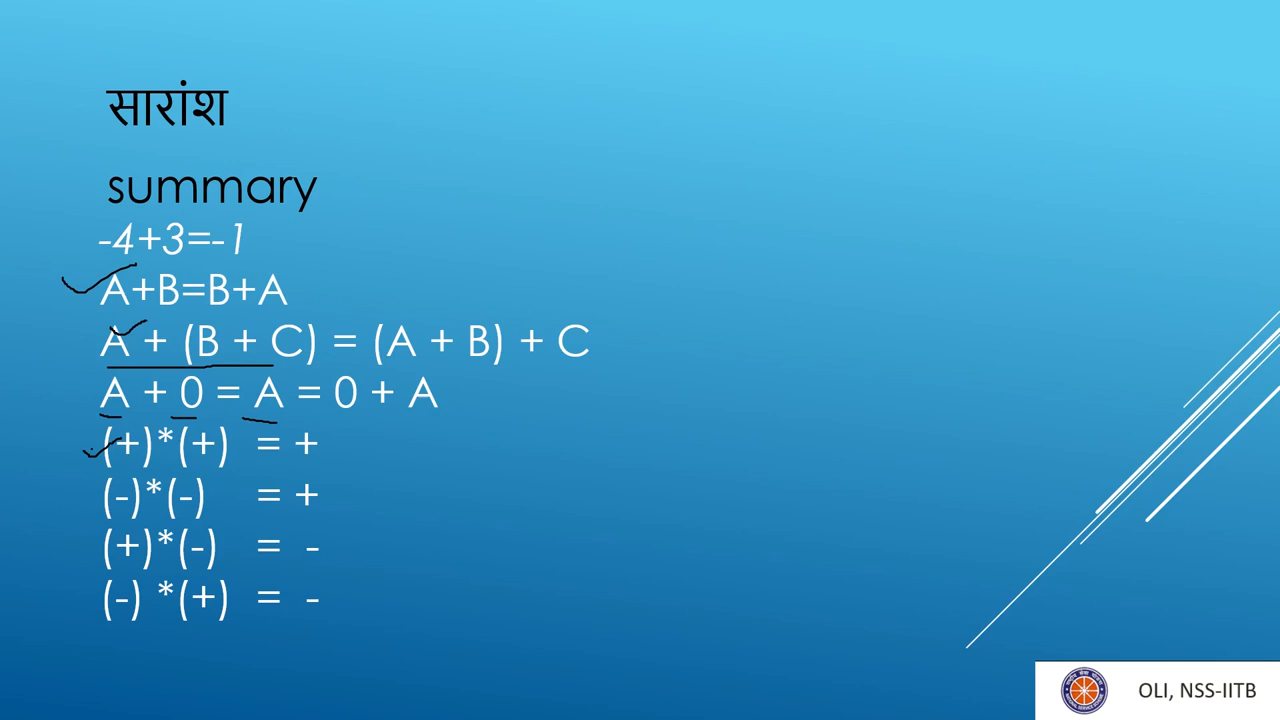 सारांश
summary
-4+3=-1
A+B=B+A
A + (B + C) = (A + B) + C
A + 0 = A = 0 + A
(+)*(+) = +
(-)*(-) = +
(+)*(-) = -
(-) *(+) = -
OLI, NSS-IITB